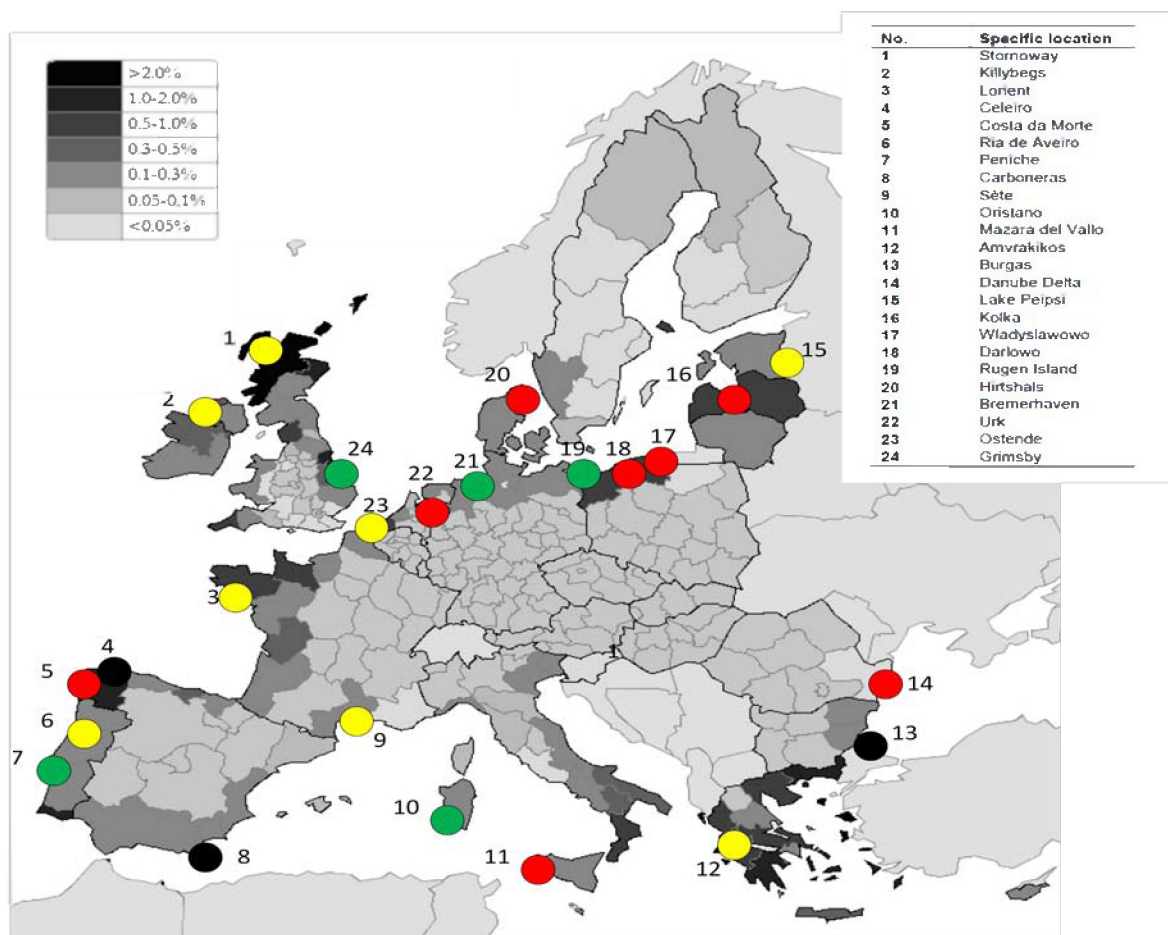 >2.0%
1.0-2.0%
0.5-1.0%
0.3-0.5%
0.1-0.3%
0.05-0,1%
<0.05%
No. Specific location
1 Stornoway
2 Killybegs
3 Lorient
4 Celeiro
5 Costa da Morte
6 Ria de Aveiro
7 Peniche
8 Carboneras
9 Sète
10 Oristano
11 Mazara del Vallo
12 Amvrakikos
13 Burgas
14 Danube Delta
15 Lake Peipsi
16 Kolka
17 Wladyslawowo
18 Darlowo
19 Rugen Island
20 Hirtshals
21 Bremerhaven
22 Urk
23 Ostende
24 Grimsby
1
15
20
16
2
24
17
18
19
21
22
23
3
4
1
5
14
6
13
9
7
10
12
8
11